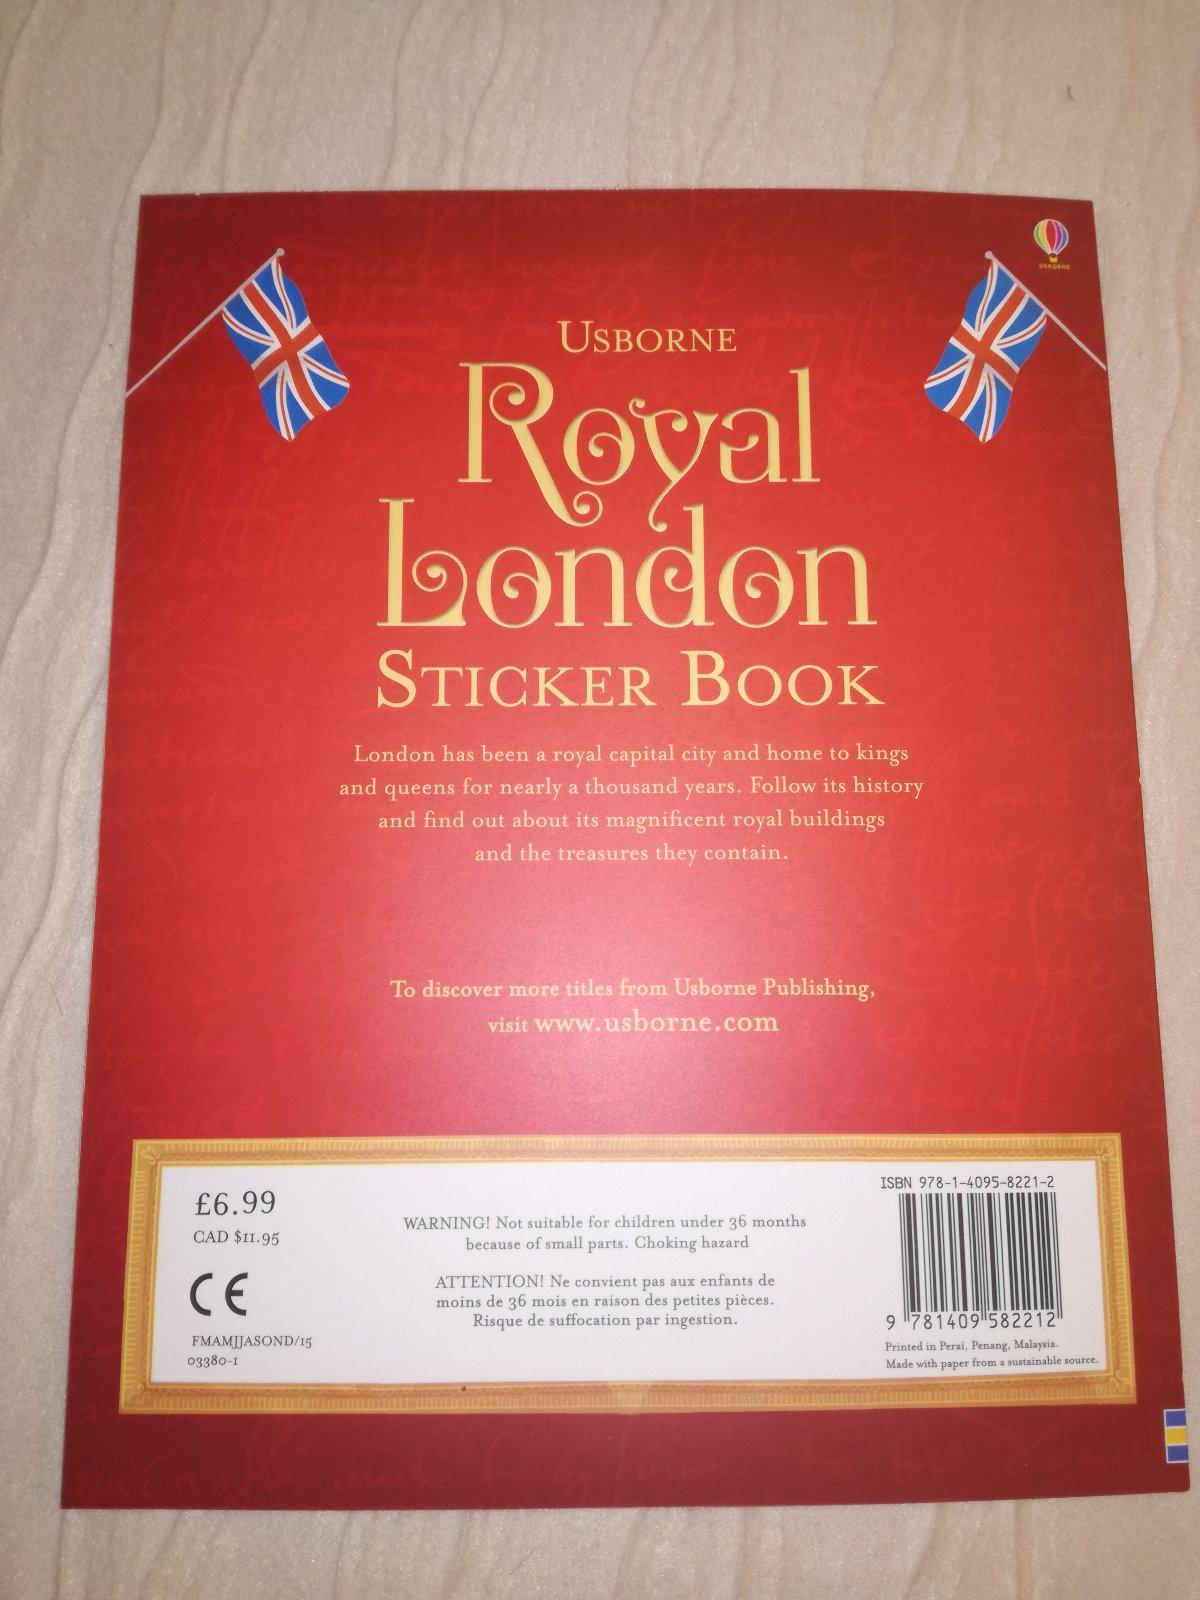 USBORNE
USBORNE
Royal
London
STICKER BOOK
London has been a royal capital city and home to kings
and queens for nearly a thousand years. Follow its history
and find out about its magnificent royal buildings
and the treasures they contain.
To discover more titles from Usborne Publishing,
visit www.usborne.com
£6.99
CAD $11.95
CE
FMAMJJASOND/15
03380-1
WARNING! Not suitable for children under 36 months
because of small parts. Choking hazard
ATTENTION! Ne convient pas aux enfants de
moins de 36 mois en raison des petites pièces.
Risque de suffocation par ingestion.
ISBN 978-1-4095-8221-2
9 781409 582212
Printed in Perai, Penang, Malaysia.
Made with paper from a sustainable source.